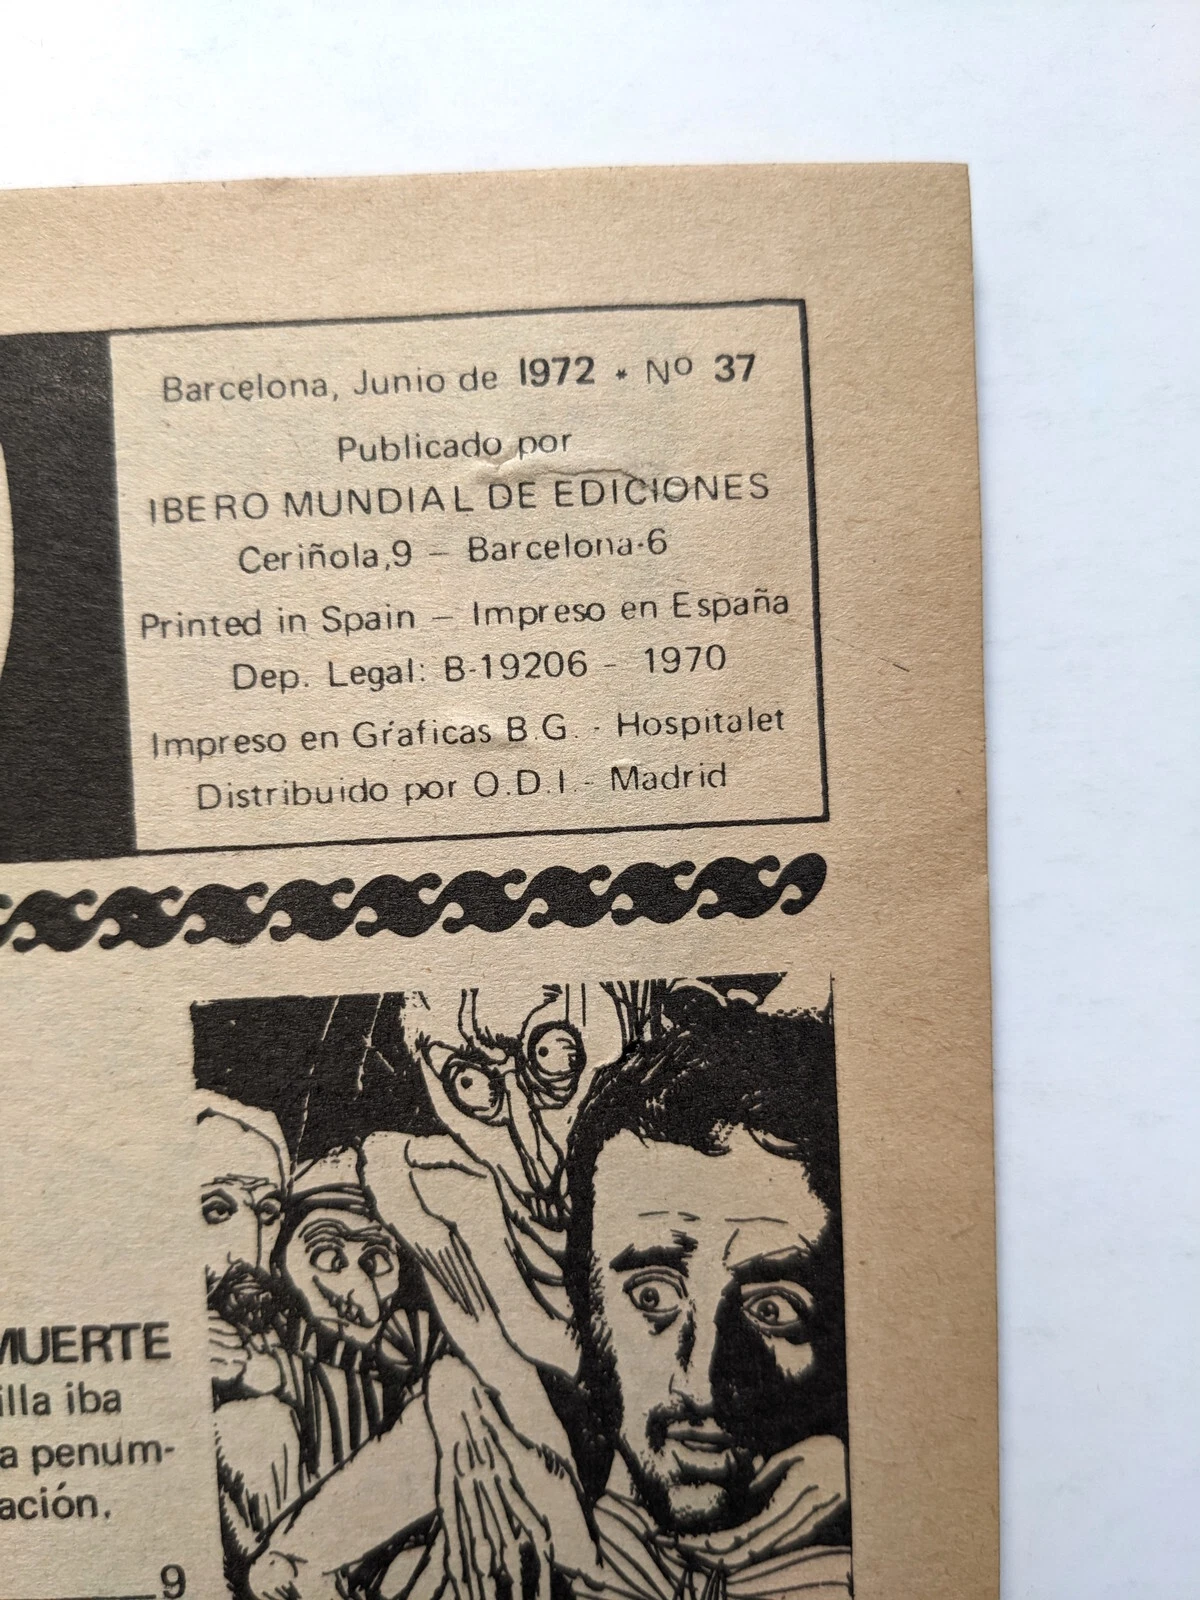 Barcelona, Junio de 1972 * Nº 37
Publicado por
IBERO MUNDIAL DE EDICIONES
Ceriñola,9 – Barcelona-6
Printed in Spain – Impreso en España
Dep. Legal: B-19206 - 1970
Impreso en Gráficas B.G. - Hospitalet
Distribuido por O.D.I.- Madrid
MUERTE
illa iba
a penum-
ación.
9